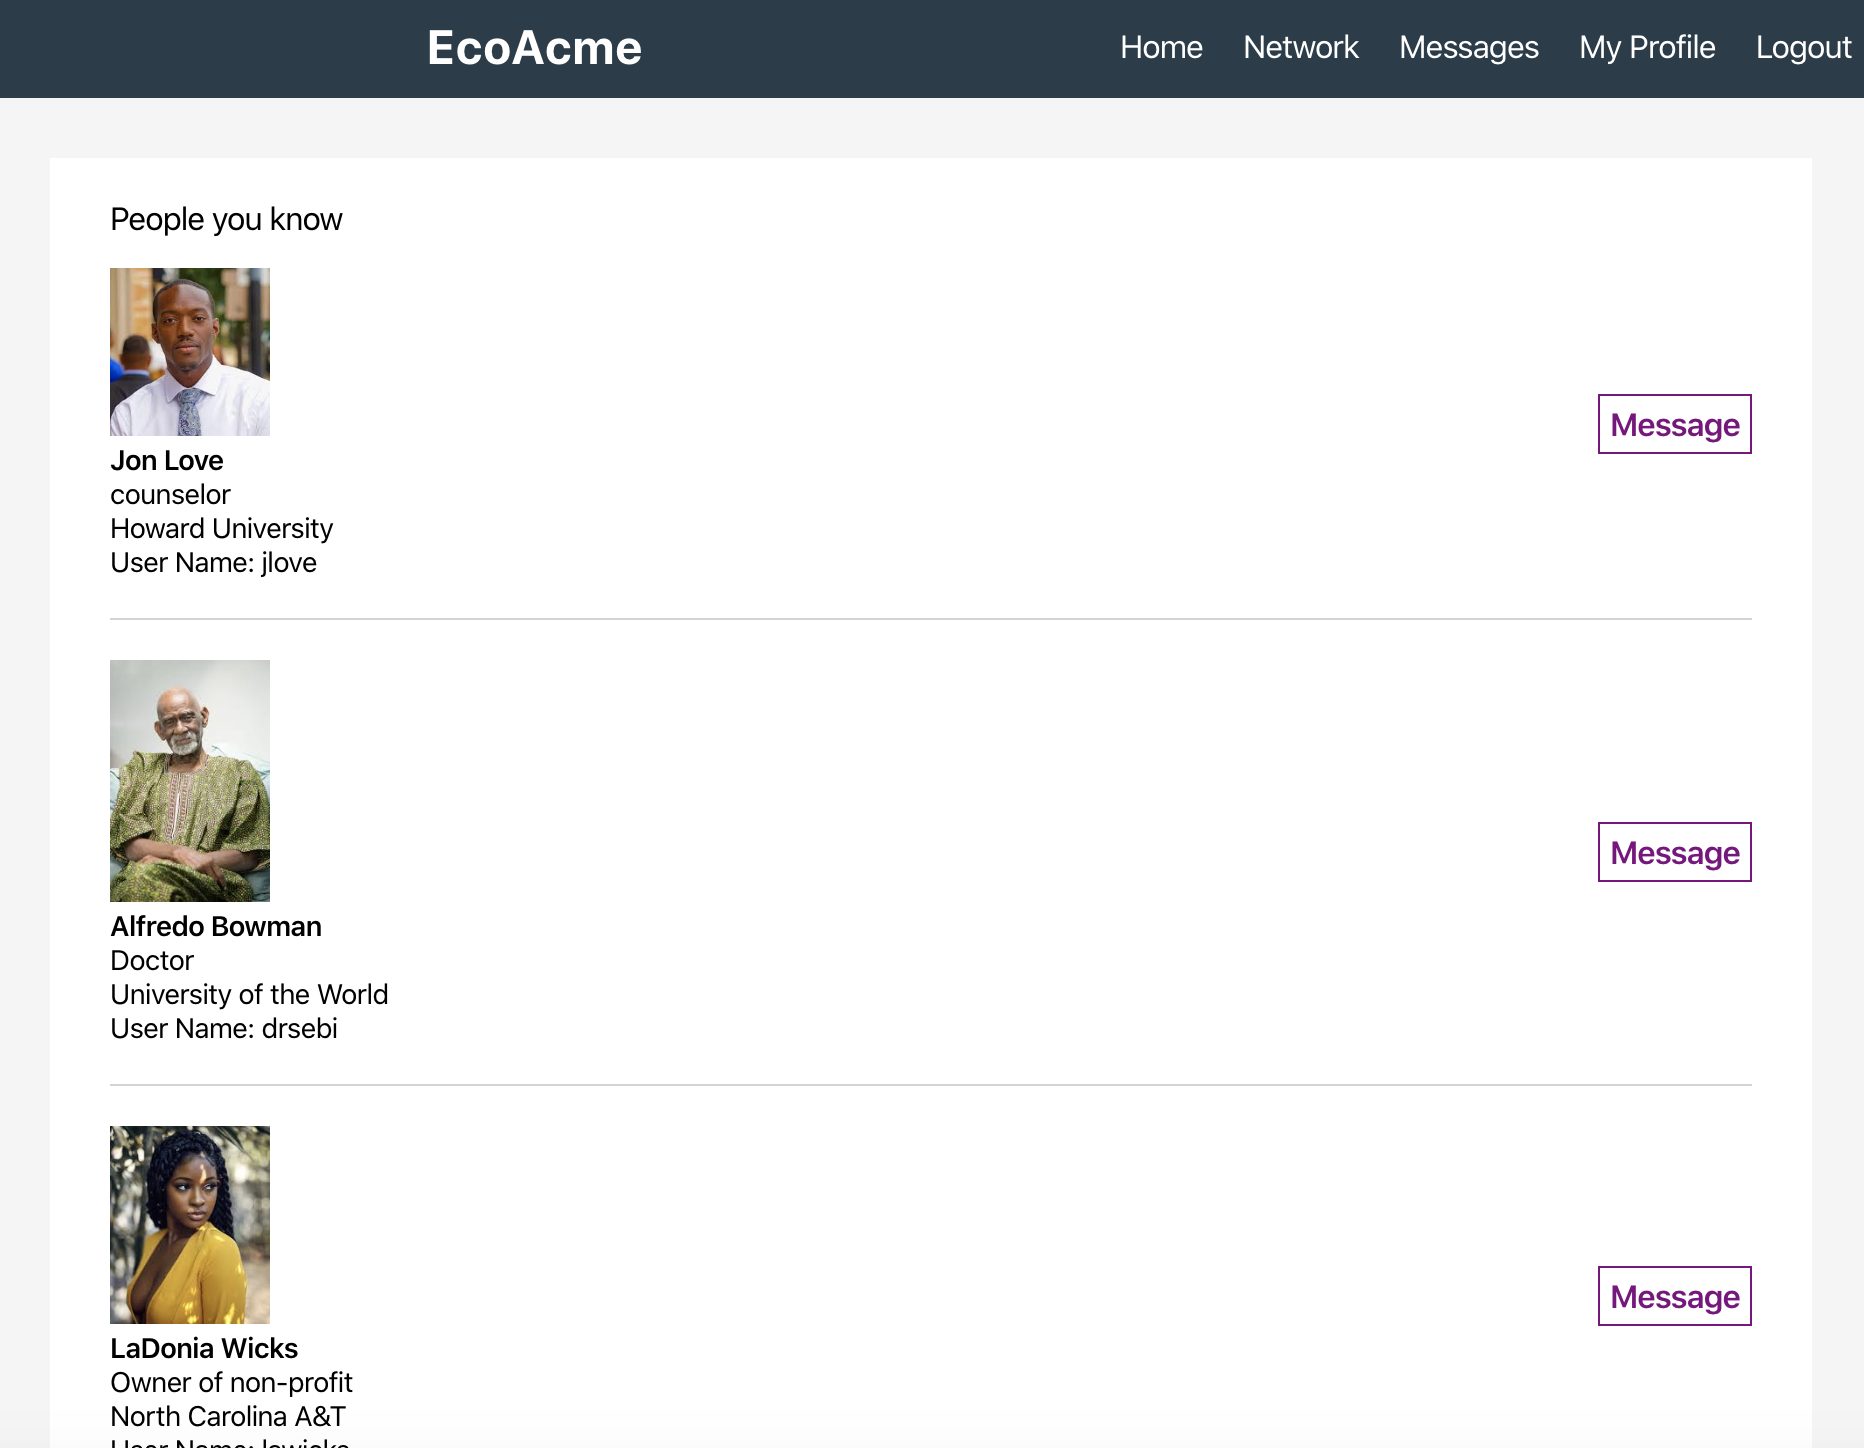 EcoAcme
Home Network Messages My Profile Logout
People you know
Message
Jon Love
counselor
Howard University
User Name: jlove
Message
Alfredo Bowman
Doctor
University of the World
User Name: drsebi
Message
LaDonia Wicks
Owner of non-profit
North Carolina A&T
User Name: